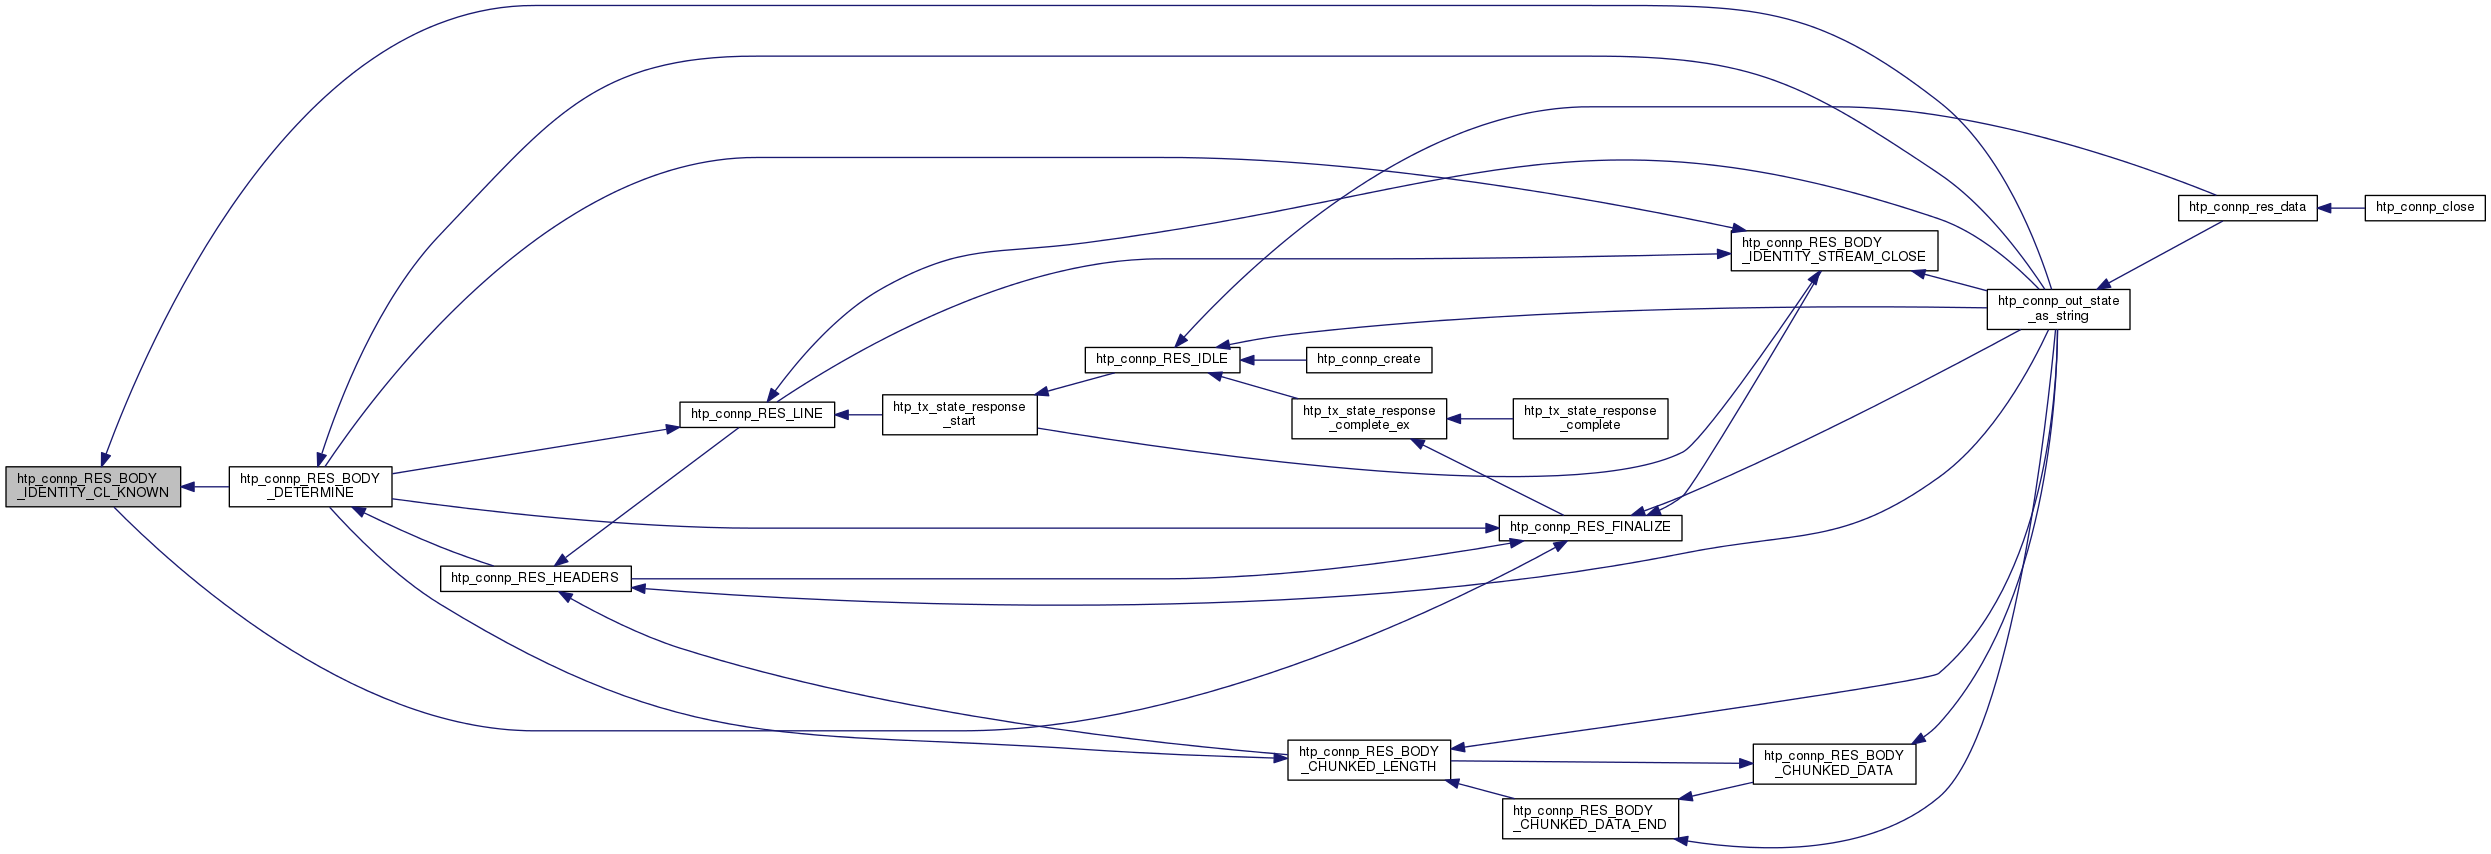 htp_connp_res_data
htp_connp_close
htp_connp_RES_BODY
_IDENTITY_STREAM_CLOSE
htp_connp_out_state
_as_string
htp_connp_RES_IDLE
htp_connp_create
htp_connp_RES_LINE
htp_tx_state_response
_start
htp_tx_state_response
_complete_ex
htp_tx_state_response
_complete
htp_connp_RES_BODY
_IDENTITY_CL_KNOWN
htp_connp_RES_BODY
_DETERMINE
htp_connp_RES_FINALIZE
htp_connp_RES_HEADERS
htp_connp_RES_BODY
_CHUNKED_LENGTH
htp_connp_RES_BODY
_CHUNKED_DATA
htp_connp_RES_BODY
_CHUNKED_DATA_END